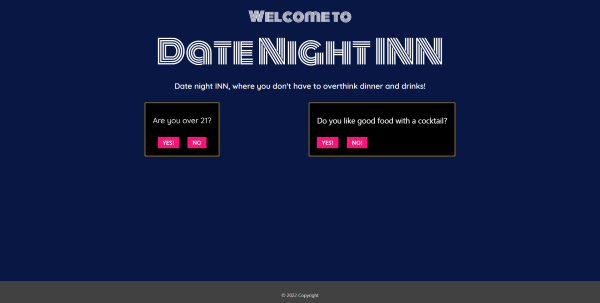 Welcome to
Date Night INN
Date night INN, where you don't have to overthink dinner and drinks!
Are you over 21?
YES!
NO
Do you like good food with a cocktail?
YES!
NO!
© 2022 Copyright